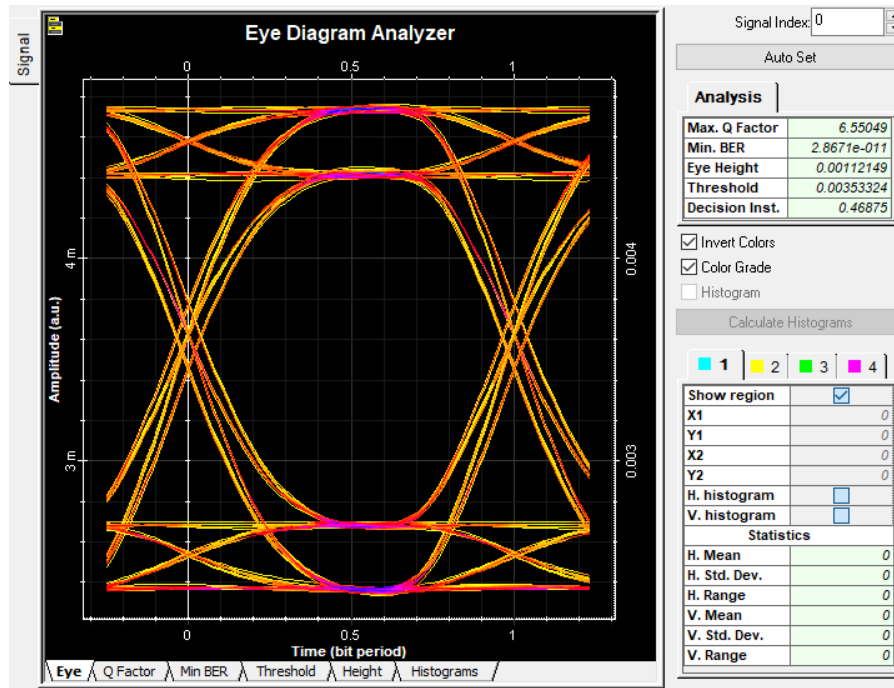 Signal
Eye Diagram Analyzer
0 0.5 1
Amplitude (a.u.)
4 m
3 m
0.004
0.003
0 0.5 1
Time (bit period)
Eye Q Factor Min BER Threshold Height Histograms
Signal Index: 0
Auto Set
Analysis
Max. Q Factor 6.55049
Min. BER 2.8671e-011
Eye Height 0.00112149
Threshold 0.00353324
Decision Inst. 0.46875
Invert Colors
Color Grade
Histogram
Calculate Histograms
1 2 3 4
Show region
X1 0
Y1 0
X2 0
Y2 0
H. histogram
V. histogram
Statistics
H. Mean 0
H. Std. Dev. 0
H. Range 0
V. Mean 0
V. Std. Dev. 0
V. Range 0